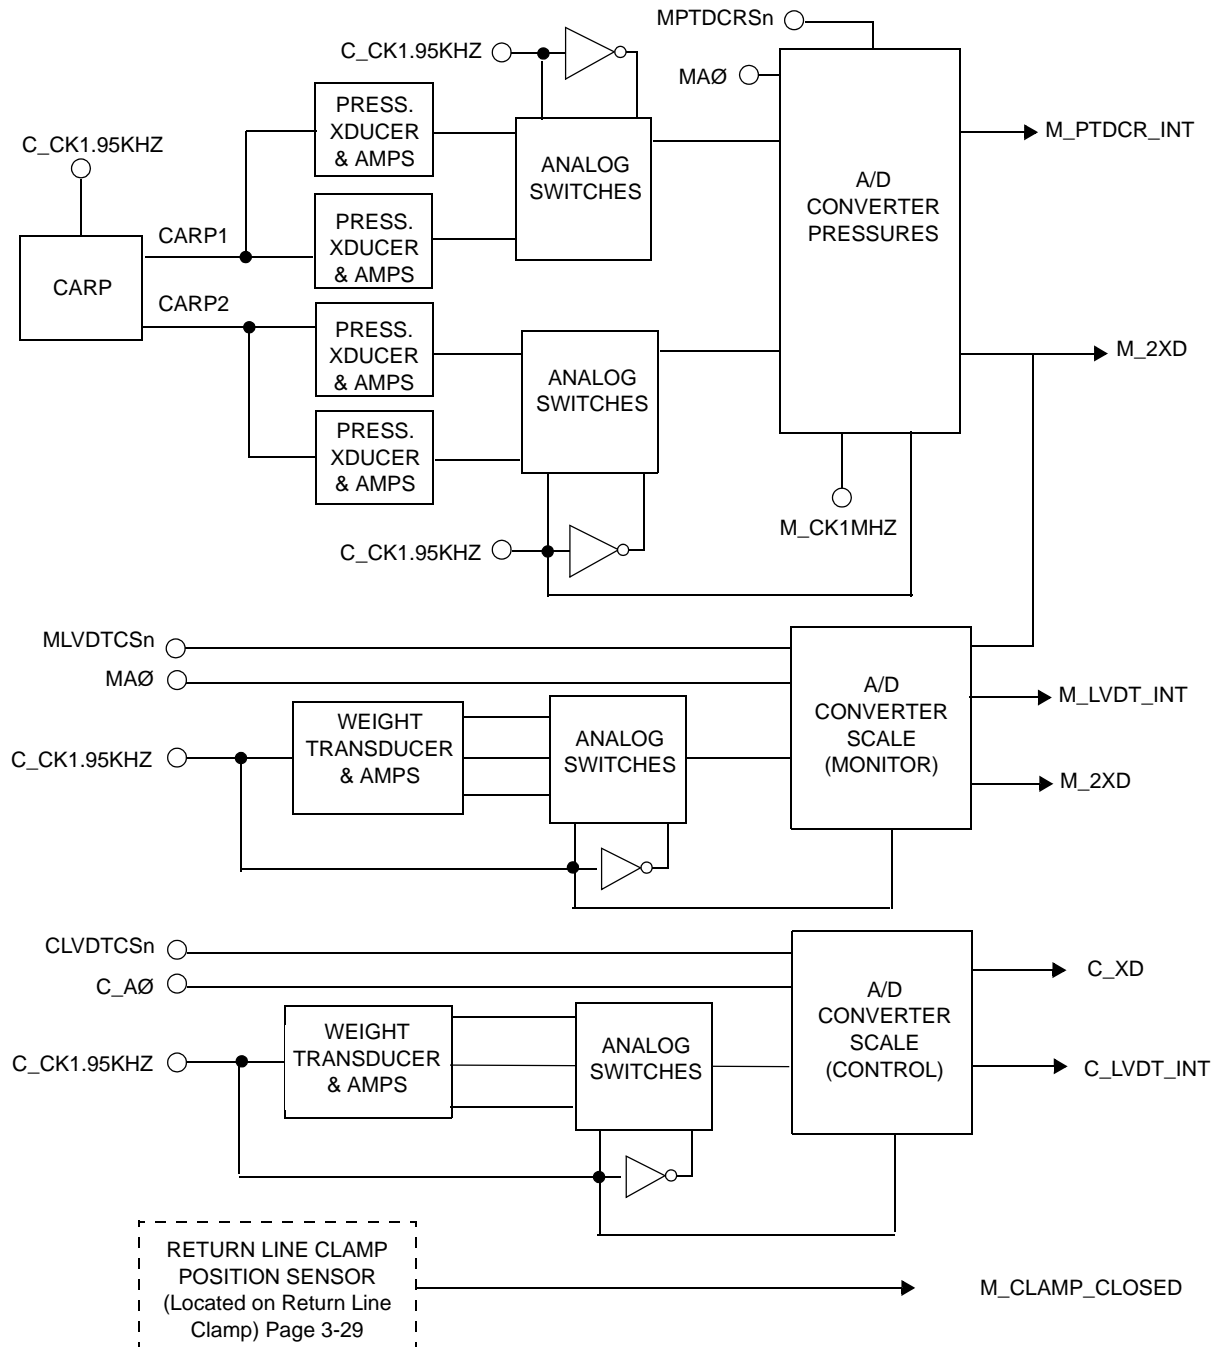 MPTDCRSn
C_CK1.95KHZ
MAØ
PRESS.
XDUCER
& AMPS
C_CK1.95KHZ
M_PTDCR_INT
ANALOG
SWITCHES
A/D
CONVERTER
PRESSURES
CARP1
PRESS.
XDUCER
& AMPS
CARP
CARP2
PRESS.
XDUCER
& AMPS
M_2XD
ANALOG
SWITCHES
PRESS.
XDUCER
& AMPS
M_CK1MHZ
C_CK1.95KHZ
MLVDTCSn
MAØ
A/D
CONVERTER
SCALE
(MONITOR)
M_LVDT_INT
WEIGHT
TRANSDUCER
& AMPS
ANALOG
SWITCHES
C_CK1.95KHZ
M_2XD
CLVDTCSn
C_AØ
C_XD
A/D
CONVERTER
SCALE
(CONTROL)
WEIGHT
TRANSDUCER
& AMPS
ANALOG
SWITCHES
C_CK1.95KHZ
C_LVDT_INT
RETURN LINE CLAMP
POSITION SENSOR
(Located on Return Line
Clamp) Page 3-29
M_CLAMP_CLOSED